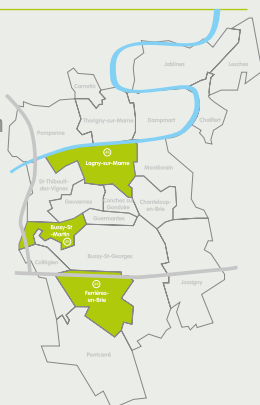 Jablines
Lesches
Carnetin
Thorigny-sur-Marne
Dampmart
Chalifert
Pomponne
Lagny-sur-Marne
Montévrain
St-Thibault-
des-Vignes
Gouvernes
Conches sur
Gondoire
Chanteloup-
en-Brie
Guermantes
Bussy-St
-Martin
Bussy-St-Georges
Collégien
Ferrières-
en-Brie
Jossigny
Pontcarré